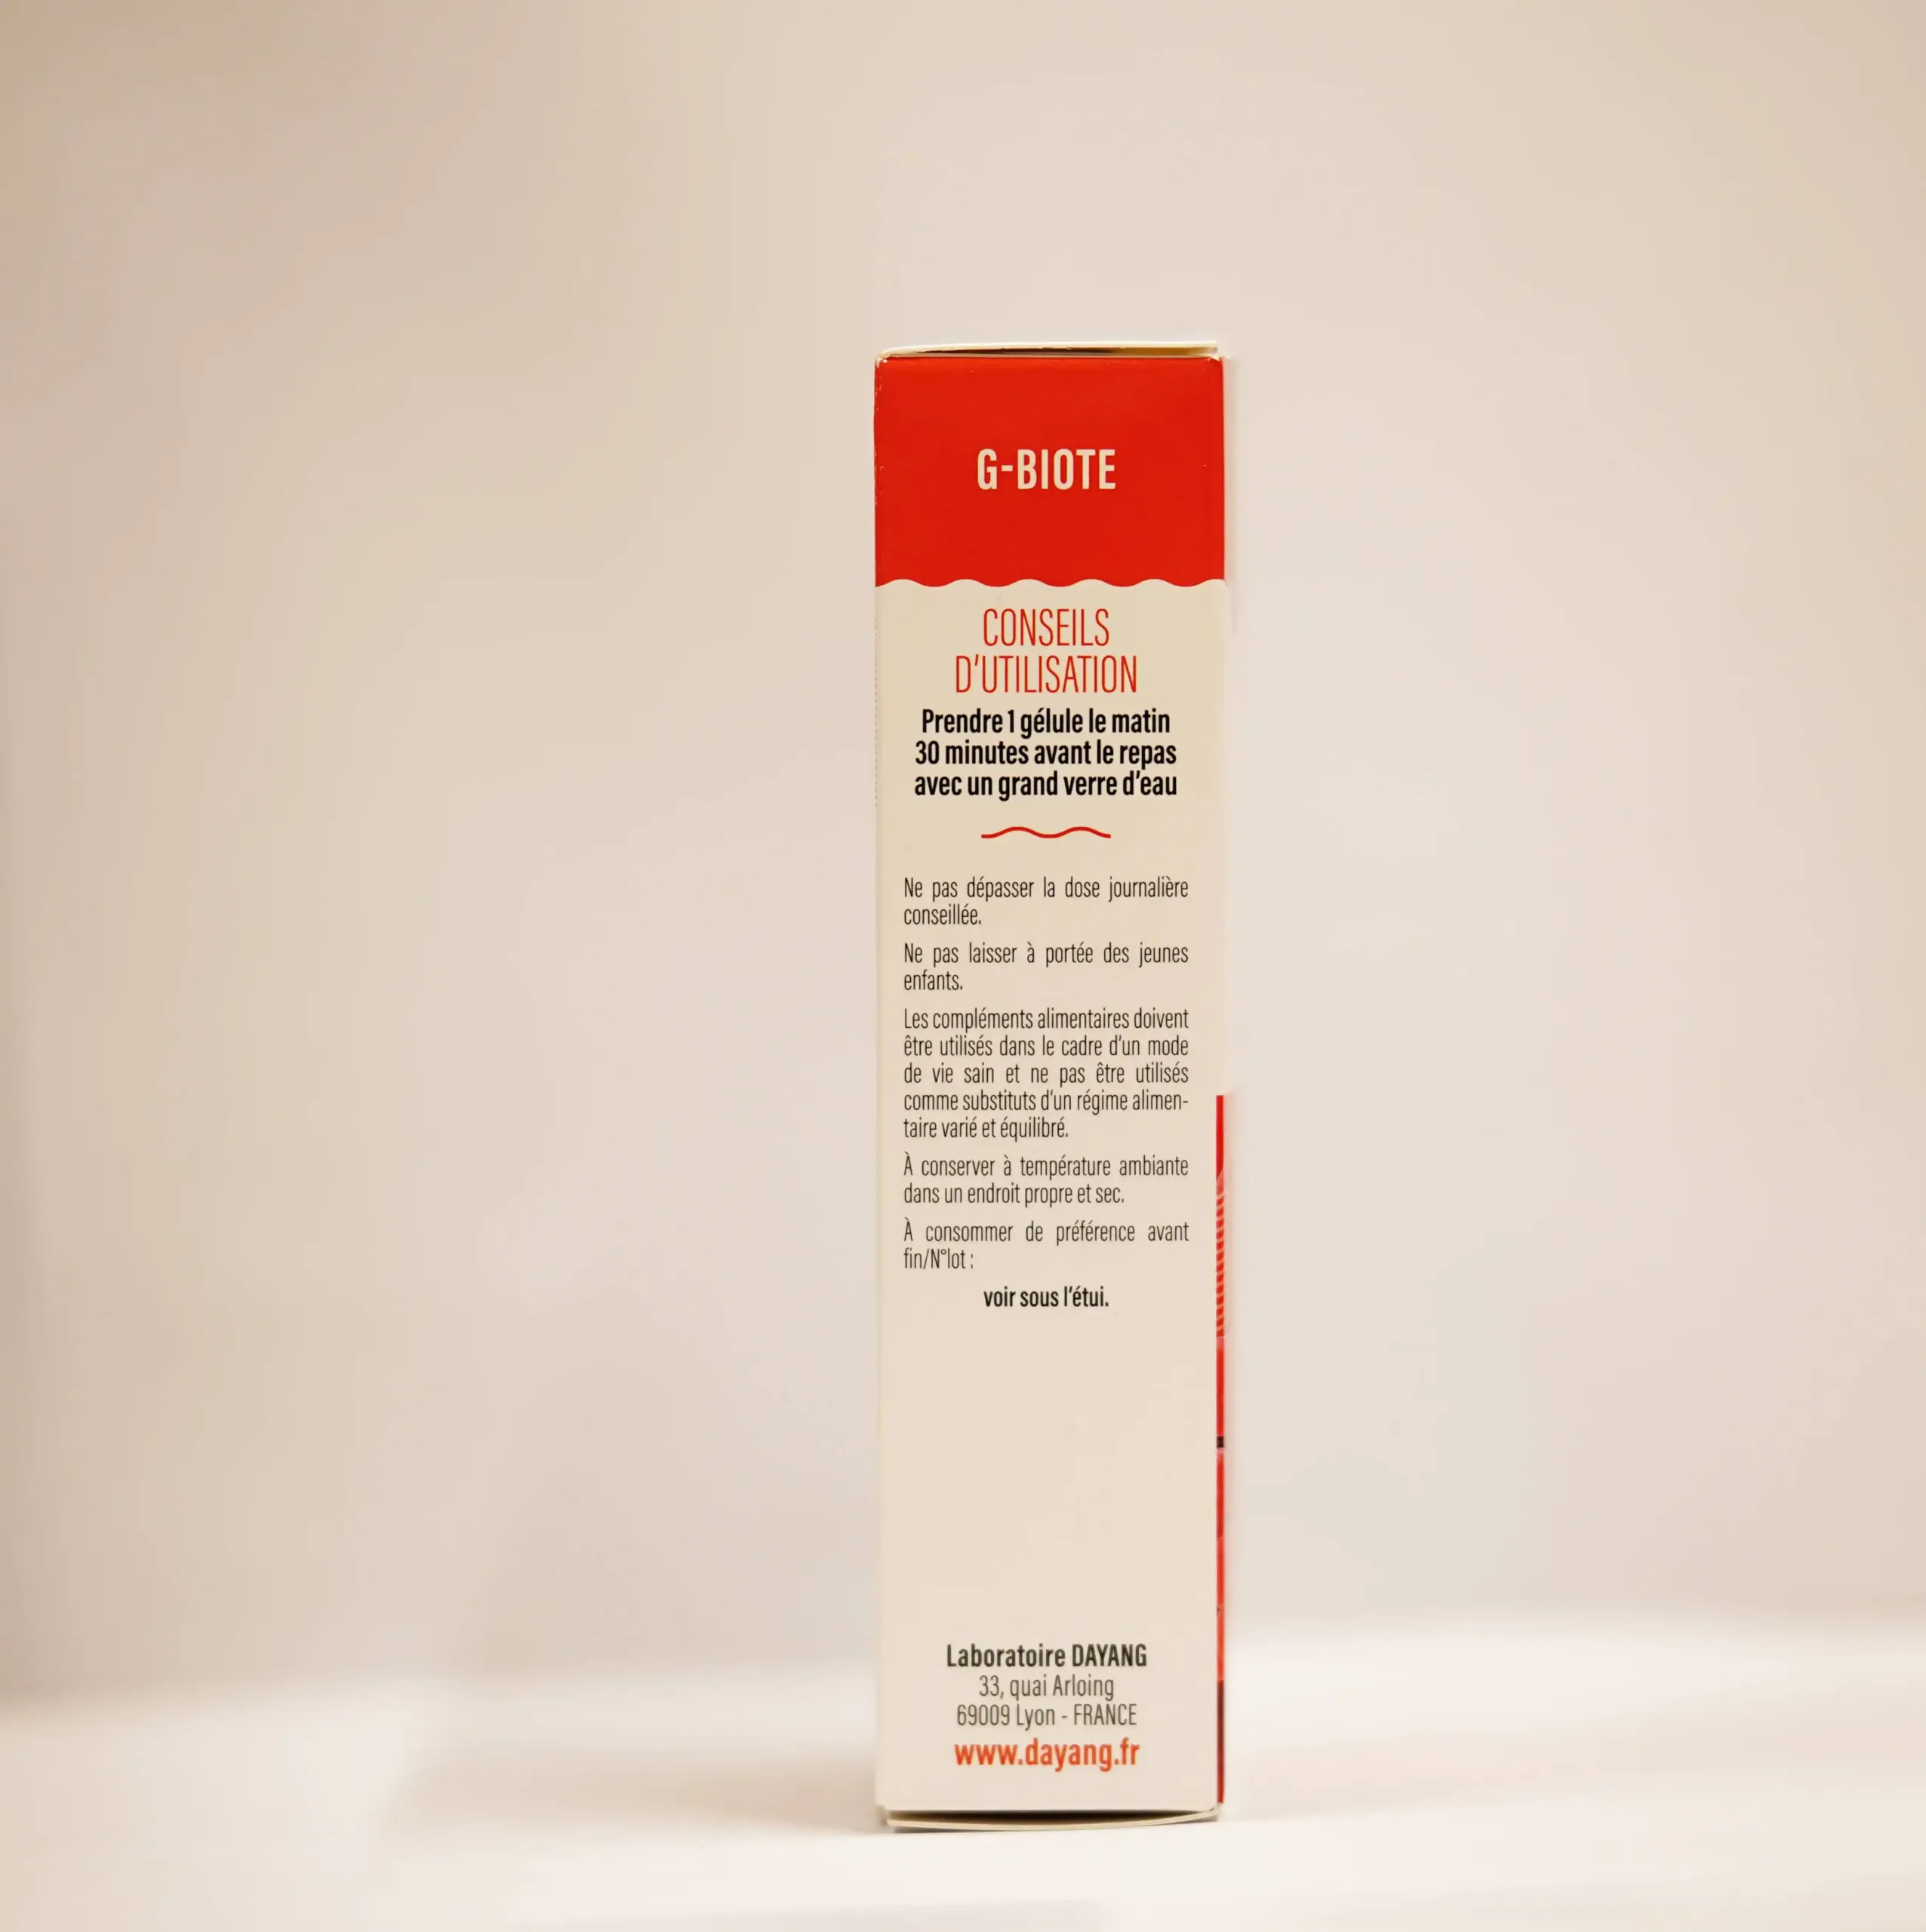 G-BIOTE
CONSEILS
D'UTILISATION
Prendre 1 gélule le matin
30 minutes avant le repas
avec un grand verre d'eau
Ne pas dépasser la dose journalière
conseillée.
Ne pas laisser à portée des jeunes
enfants.
Les compléments alimentaires doivent
être utilisés dans le cadre d'un mode
de vie sain et ne pas être utilisés
comme substituts d'un régime alimen-
taire varié et équilibré.
À conserver à température ambiante
dans un endroit propre et sec.
À consommer de préférence avant
fin/N°lot :
voir sous l'étui.
Laboratoire DAYANG
33, quai Arloing
69009 Lyon - FRANCE
www.dayang.fr